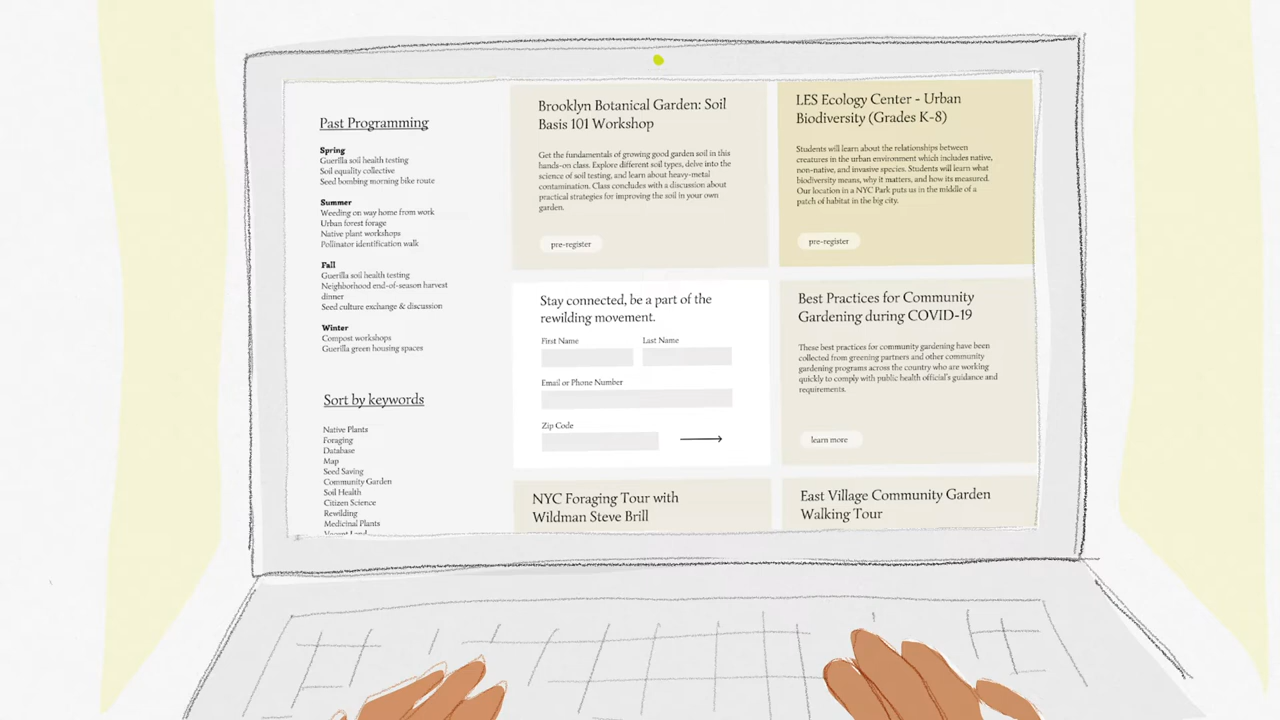 Past Programming
Spring
Guerilla soil health testing
Soil equality collective
Seed bombing morning bike route
Summer
Weeding on way home from work
Urban forest forage
Native plant workshops
Pollinator identification walk
Fall
Guerilla soil health testing
Neighborhood end-of-season harvest
dinner
Seed culture exchange & discussion
Winter
Compost workshops
Guerilla green housing spaces
Sort by keywords
Native Plants
Foraging
Database
Map
Seed Saving
Community Garden
Soil Health
Citizen Science
Rewilding
Medicinal Plants
Vacant Land
Brooklyn Botanical Garden: Soil
Basis 101 Workshop
Get the fundamentals of growing good garden soil in this
hands-on class. Explore different soil types, delve into the
science of soil testing, and learn about heavy-metal
contamination. Class concludes with a discussion about
practical strategies for improving the soil in your own
garden.
pre-register
LES Ecology Center - Urban
Biodiversity (Grades K-8)
Students will learn about the relationships between
creatures in the urban environment which includes native,
non-native, and invasive species. Students will learn what
biodiversity means, why it matters, and how its measured.
Our location in a NYC Park puts us in the middle of a
patch of habitat in the big city.
pre-register
Stay connected, be a part of the
rewilding movement.
First Name
Last Name
Email or Phone Number
Zip Code
Best Practices for Community
Gardening during COVID-19
These best practices for community gardening have been
collected from greening partners and other community
gardening programs across the country who are working
quickly to comply with public health official's guidance and
requirements.
learn more
NYC Foraging Tour with
Wildman Steve Brill
East Village Community Garden
Walking Tour